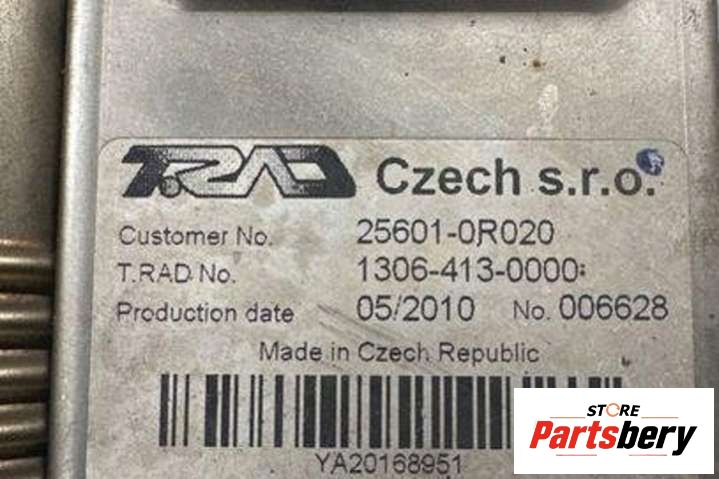 T.RAD Czech s.r.o.
Customer No. 25601-0R020
T.RAD No. 1306-413-0000:
Production date 05/2010 No. 006628
Made in Czech Republic
YA20168951
STORE
Partsbery